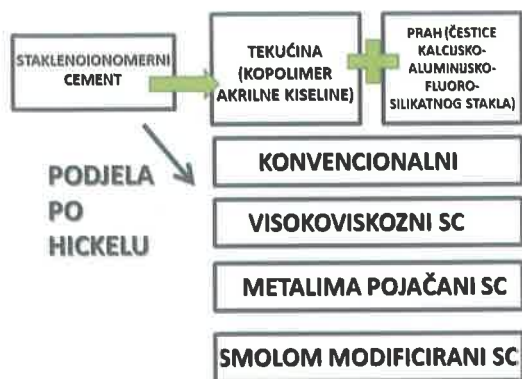 STAKLENOIONOMERNI
CEMENT
TEKUĆINA
(KOPOLIMER
AKRILNE KISELINE)
PRAH (ČESTICE
KALCIJSKO-
ALUMINIJSKO-
FLUORO-
SILIKATNOG STAKLA)
PODJELA
PO
HICKELU
KONVENCIONALNI
VISOKOVISKOZNI SC
METALIMA POJAČANI SC
SMOLOM MODIFICIRANI SC